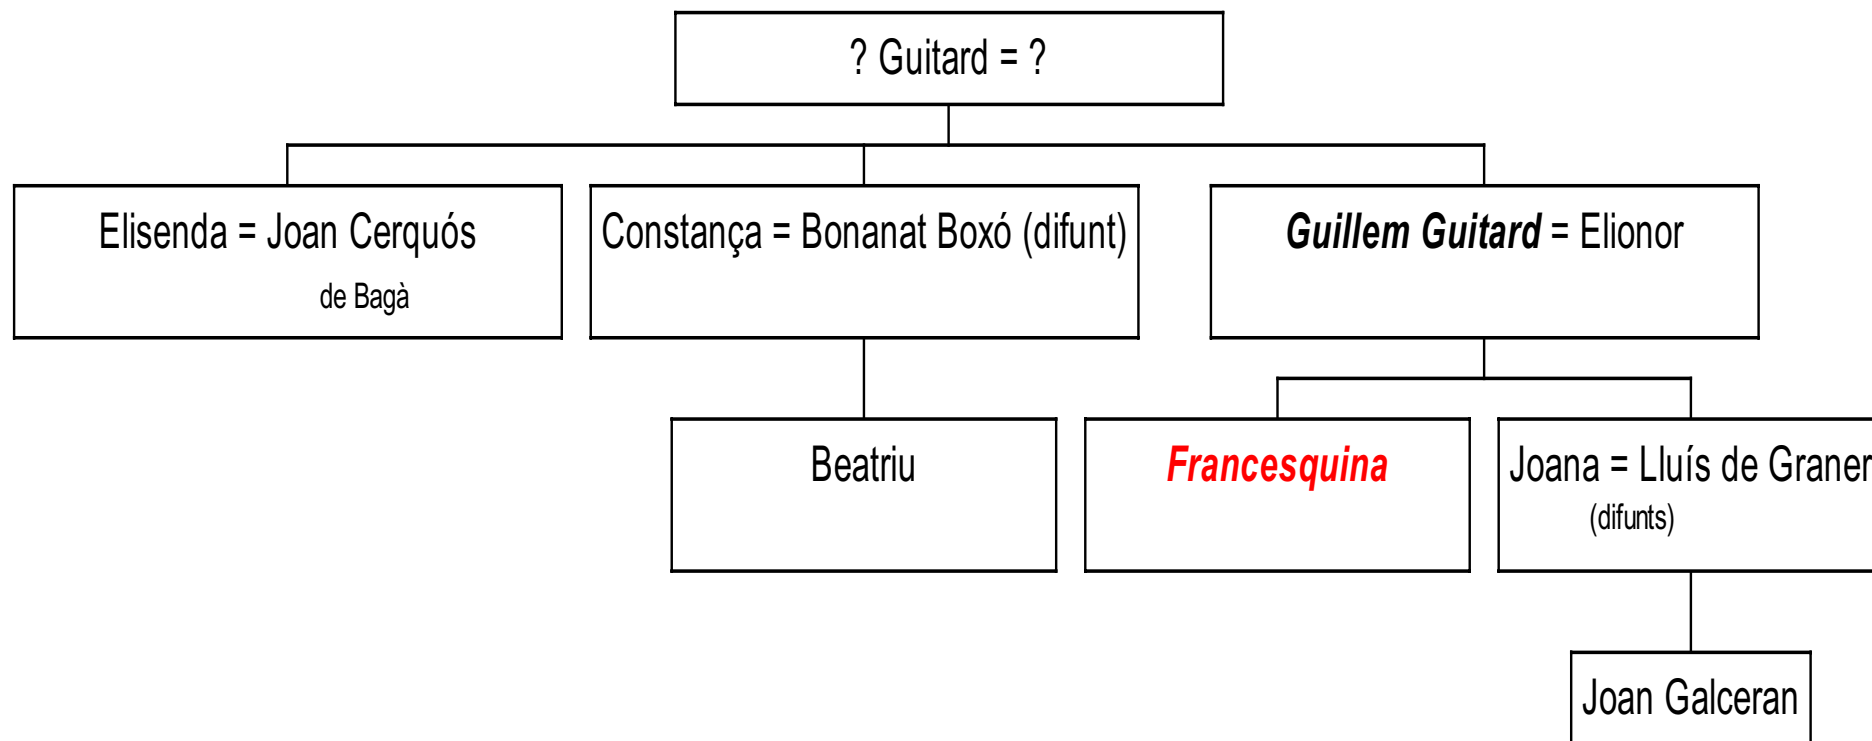 ? Guitard = ?
Elisenda = Joan Cerquós
de Bagà
Constança = Bonanat Boxó (difunt)
Guillem Guitard = Elionor
Beatriu
Francesquina
Joana = Lluís de Graner
(difunts)
Joan Galceran